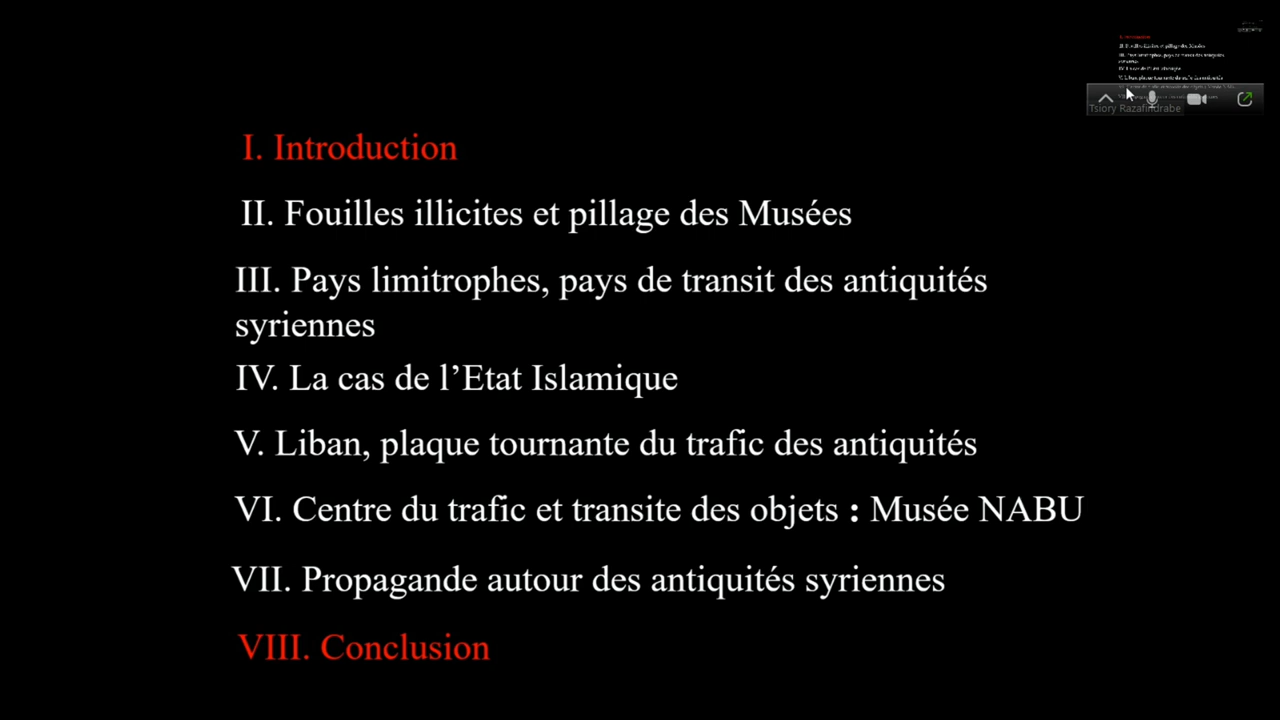 I. Introduction
II. Fouilles illicites et pillage des Musées
III. Pays limitrophes, pays de transit des antiquités
syriennes
IV. La cas de l’Etat Islamique
V. Liban, plaque tournante du trafic des antiquités
VI. Centre du trafic et transite des objets : Musée NABU
VII. Propagande autour des antiquités syriennes
VIII. Conclusion
Tsiory Razafindrabe